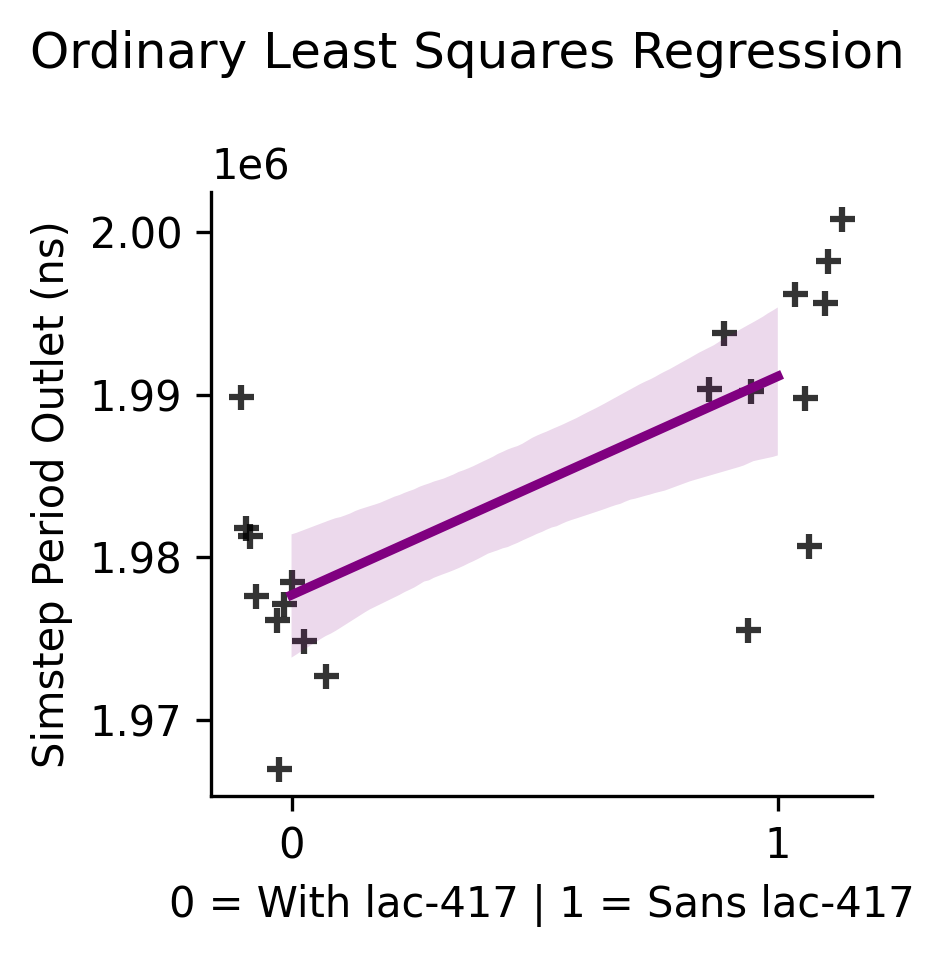 Ordinary Least Squares Regression
1e6
2.00
1.99
1.98
1.97
Simstep Period Outlet (ns)
0
1
0 = With lac-417 | 1 = Sans lac-417